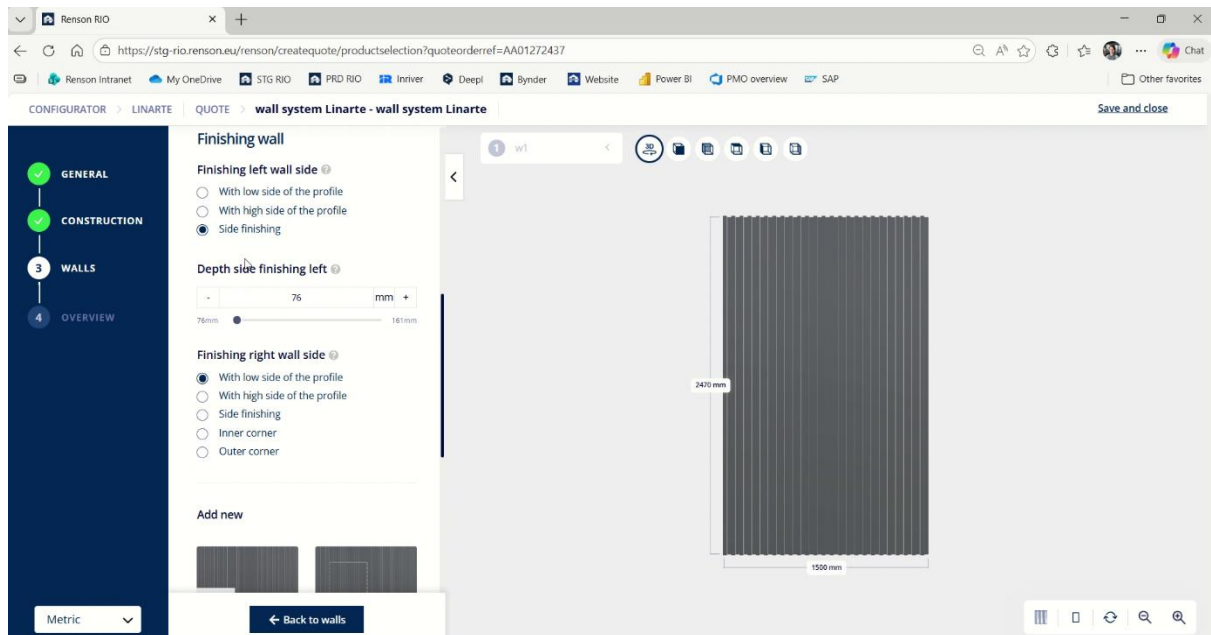 Renson RIO
https://stg-rio.renson.eu/renson/createquote/productselection?quoteorderref=AA01272437
Chat
Renson Intranet My OneDrive STG RIO PRD RIO Inriver Deepl Bynder Website Power BI PMO overview SAP Other favorites
CONFIGURATOR > LINARTE QUOTE > wall system Linarte - wall system Linarte Save and close
GENERAL
CONSTRUCTION
3 WALLS
4 OVERVIEW
Metric
Finishing wall
Finishing left wall side
With low side of the profile
With high side of the profile
Side finishing
Depth side finishing left
- 76 mm +
76mm 161mm
Finishing right wall side
With low side of the profile
With high side of the profile
Side finishing
Inner corner
Outer corner
Add new
← Back to walls
1 w1
3D
2470 mm
1500 mm